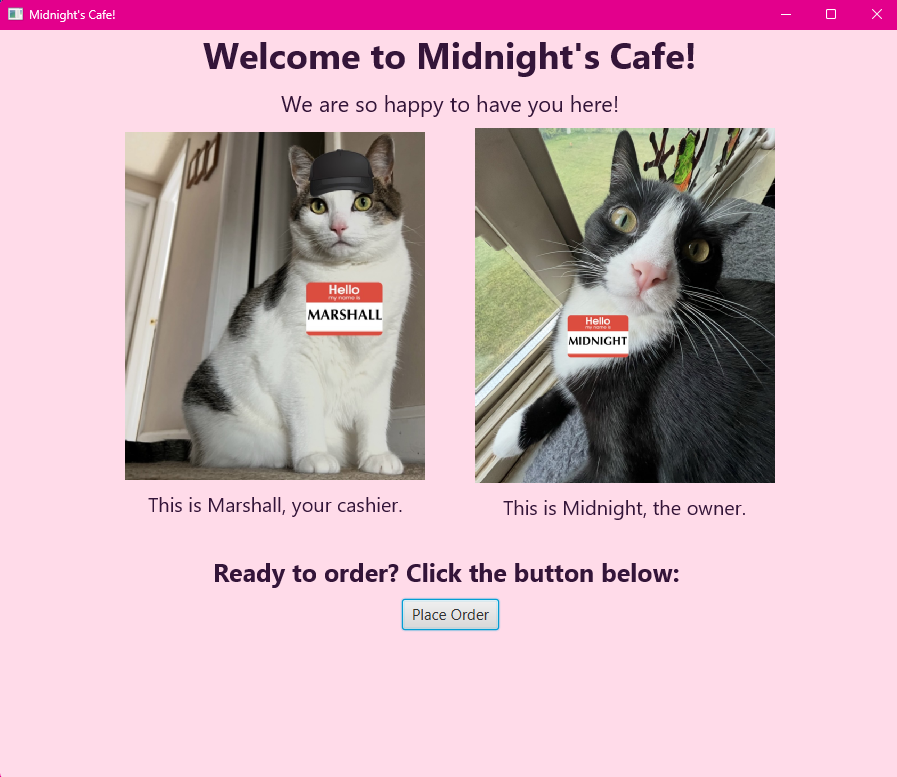 Midnight's Cafe!
Welcome to Midnight's Cafe!
We are so happy to have you here!
Hello
my name is
MARSHALL
Hello
my name is
MIDNIGHT
This is Marshall, your cashier.
This is Midnight, the owner.
Ready to order? Click the button below:
Place Order